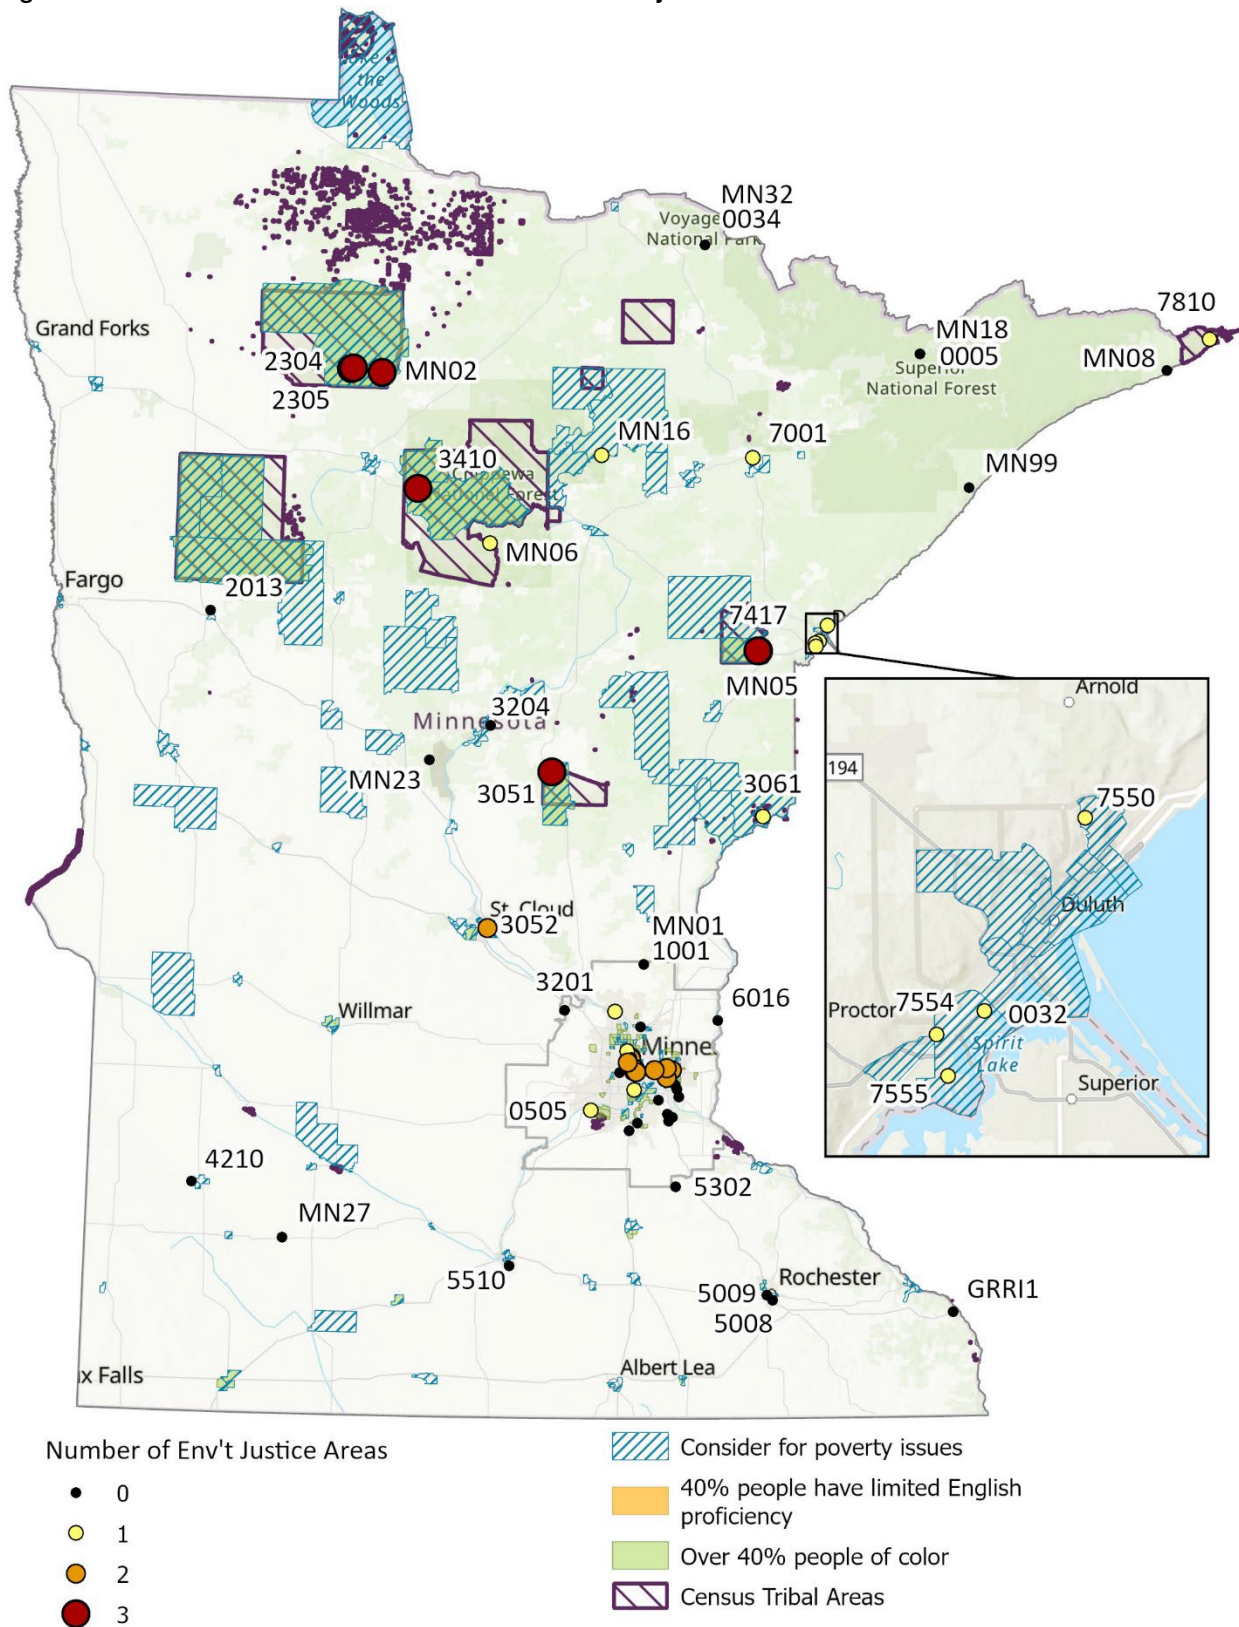 the
Woods
MN32
0034
Voyage
National Park
7810
Grand Forks
MN18
0005
MN08
Superior
National Forest
2304
MN02
2305
MN16
7001
3410
Chippewa
National Forest
MN99
MN06
Fargo
2013
7417
MN05
Arnold
3204
Minnesota
194
MN23
3051
3061
7550
Duluth
St. Cloud
3052
MN01
1001
3201
6016
7554
Proctor
0032
Willmar
Minne.
Spirit
Lake
7555
Superior
0505
4210
5302
MN27
5510
5009
Rochester
5008
GRRI1
x Falls
Albert Lea
Number of Env't Justice Areas
0
1
2
3
Consider for poverty issues
40% people have limited English
proficiency
Over 40% people of color
Census Tribal Areas